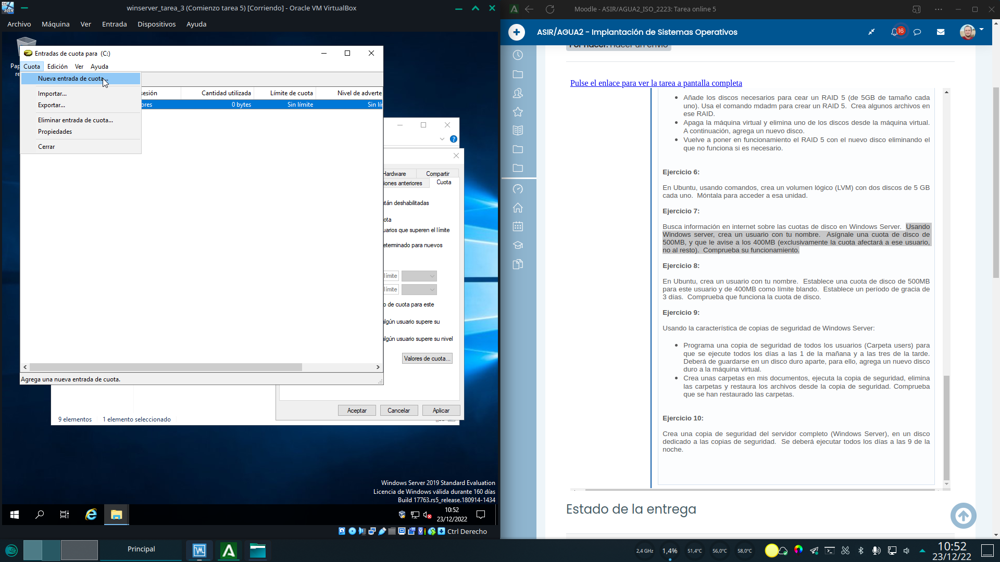 winserver_tarea_3 (Comienzo tarea 5) [Corriendo] - Oracle VM VirtualBox
Archivo Máquina Ver Entrada Dispositivos Ayuda
Entradas de cuota para (C:)
Cuota Edición Ver Ayuda
Nueva entrada de cuota...
Importar...
Exportar...
Eliminar entrada de cuota...
Propiedades
Cerrar
sesión Cantidad utilizada Límite de cuota Nivel de adverte
ores 0 bytes Sin límite Sin lí
Hardware Compartir
iones anteriores Cuota
stán deshabilitadas
ota
uarios que superen el límite
eterminado para nuevos
límite
límite
o de cuota para este
algún usuario supere su
algún usuario supere su nivel
Valores de cuota...
Agrega una nueva entrada de cuota.
Aceptar Cancelar Aplicar
9 elementos 1 elemento seleccionado
Windows Server 2019 Standard Evaluation
Licencia de Windows válida durante 160 días
Build 17763.rs5_release.180914-1434
10:52
23/12/2022
Ctrl Derecho
Moodle - ASIR/AGUA2_ISO_2223: Tarea online 5
ASIR/AGUA2 - Implantación de Sistemas Operativos
16
Por hacer: Hacer un envío
Pulse el enlace para ver la tarea a pantalla completa
Añade los discos necesarios para cear un RAID 5 (de 5GB de tamaño cada
uno). Usa el comando mdadm para crear un RAID 5. Crea algunos archivos en
ese RAID.
Apaga la máquina virtual y elimina uno de los discos desde la máquina virtual.
A continuación, agrega un nuevo disco.
Vuelve a poner en funcionamiento el RAID 5 con el nuevo disco eliminando el
que no funciona si es necesario.
Ejercicio 6:
En Ubuntu, usando comandos, crea un volumen lógico (LVM) con dos discos de 5 GB
cada uno. Móntala para acceder a esa unidad.
Ejercicio 7:
Busca información en internet sobre las cuotas de disco en Windows Server. Usando
Windows server, crea un usuario con tu nombre. Asígnale una cuota de disco de
500MB, y que le avise a los 400MB (exclusivamente la cuota afectará a ese usuario,
no al resto). Comprueba su funcionamiento.
Ejercicio 8:
En Ubuntu, crea un usuario con tu nombre. Establece una cuota de disco de 500MB
para este usuario y de 400MB como límite blando. Establece un período de gracia de
3 días. Comprueba que funciona la cuota de disco.
Ejercicio 9:
Usando la característica de copias de seguridad de Windows Server:
Programa una copia de seguridad de todos los usuarios (Carpeta users) para
que se ejecute todos los días a las 1 de la mañana y a las tres de la tarde.
Deberá de guardarse en un disco duro aparte, para ello, agrega un nuevo disco
duro a la máquina virtual.
Crea unas carpetas en mis documentos, ejecuta la copia de seguridad, elimina
las carpetas y restaura los archivos desde la copia de seguridad. Comprueba
que se han restaurado las carpetas.
Ejercicio 10:
Crea una copia de seguridad del servidor completo (Windows Server), en un disco
dedicado a las copias de seguridad. Se deberá ejecutar todos los días a las 9 de la
noche.
Estado de la entrega
Principal
2,4 GHz 1,4% 51,4°C 56,0°C 58,0°C
10:52
23/12/22